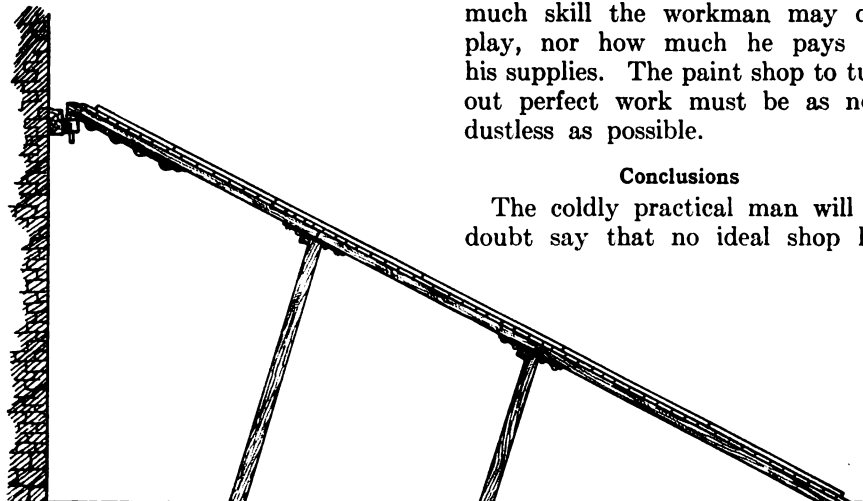 much skill the workman may
play, nor how much he pays
his supplies. The paint shop to
out perfect work must be as
dustless as possible.
Conclusions
The coldly practical man will
doubt say that no ideal shop